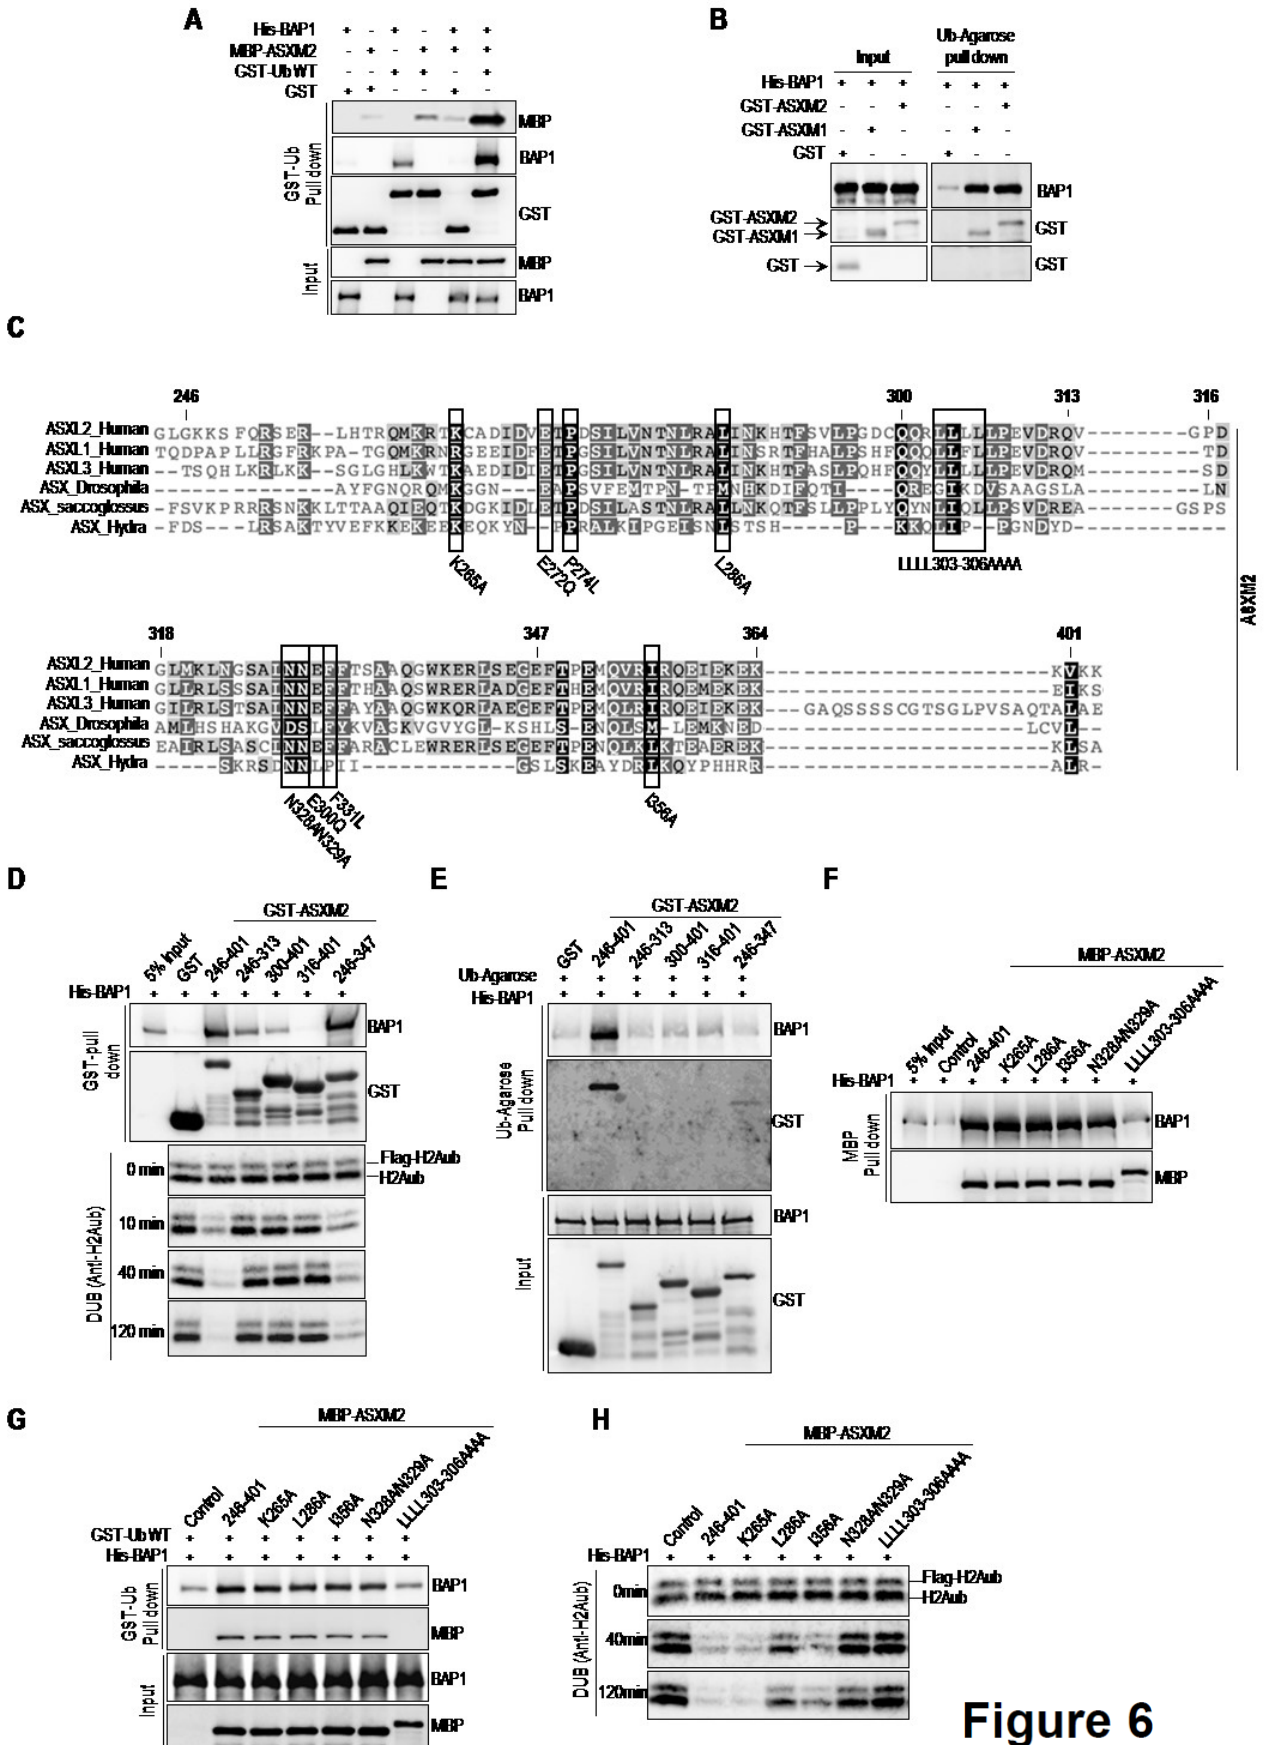 A
His-BAP1 + - + - + +
MBP-ASXM2 - + - + + +
GST-Ub WT - - + + - +
GST + + - - + -
GST-Ub
Pull down
MBP
BAP1
GST
Input
MBP
BAP1
B
Input
Ub-Agarose
pull down
His-BAP1 + + + + + +
GST-ASXM2 - - + - - +
GST-ASXM1 - + - - + -
GST + - - + - -
BAP1
GST-ASXM2
GST-ASXM1
GST
GST
GST
C
246 300 313 316
ASXL2_Human
ASXL1_Human
ASXL3_Human
ASX_Drosophila
ASX_saccoglossus
ASX_Hydra
K265A
E272Q
P274L
L286A
LLLL303-306AAAA
ASXM2
318 347 364 401
ASXL2_Human
ASXL1_Human
ASXL3_Human
ASX_Drosophila
ASX_saccoglossus
ASX_Hydra
N328AN329A
E300Q
F331L
I356A
D
GST-ASXM2
5% Input
GST
246-401
246-313
300-401
316-401
246-347
His-BAP1 + + + + + + +
GST-pull
down
BAP1
GST
DUB (Anti-H2Aub)
0 min
Flag-H2Aub
H2Aub
10 min
40 min
120 min
E
GST-ASXM2
GST
246-401
246-313
300-401
316-401
246-347
Ub-Agarose + + + + + +
His-BAP1 + + + + + +
Ub-Agarose
Pull down
BAP1
GST
Input
BAP1
GST
F
MBP-ASXM2
5% Input
Control
246-401
K265A
L286A
I356A
N328A/N329A
LLLL303-306AAAA
His-BAP1 + + + + + + + +
MBP
Pull down
BAP1
MBP
G
MBP-ASXM2
Control
246-401
K265A
L286A
I356A
N328A/N329A
LLLL303-306AAAA
GST-Ub WT + + + + + + +
His-BAP1 + + + + + + +
GST-Ub
Pull down
BAP1
MBP
Input
BAP1
MBP
H
MBP-ASXM2
Control
246-401
K265A
L286A
I356A
N328A/N329A
LLLL303-306AAAA
His-BAP1 + + + + + + +
DUB (Anti-H2Aub)
0min
Flag-H2Aub
H2Aub
40min
120min
Figure 6